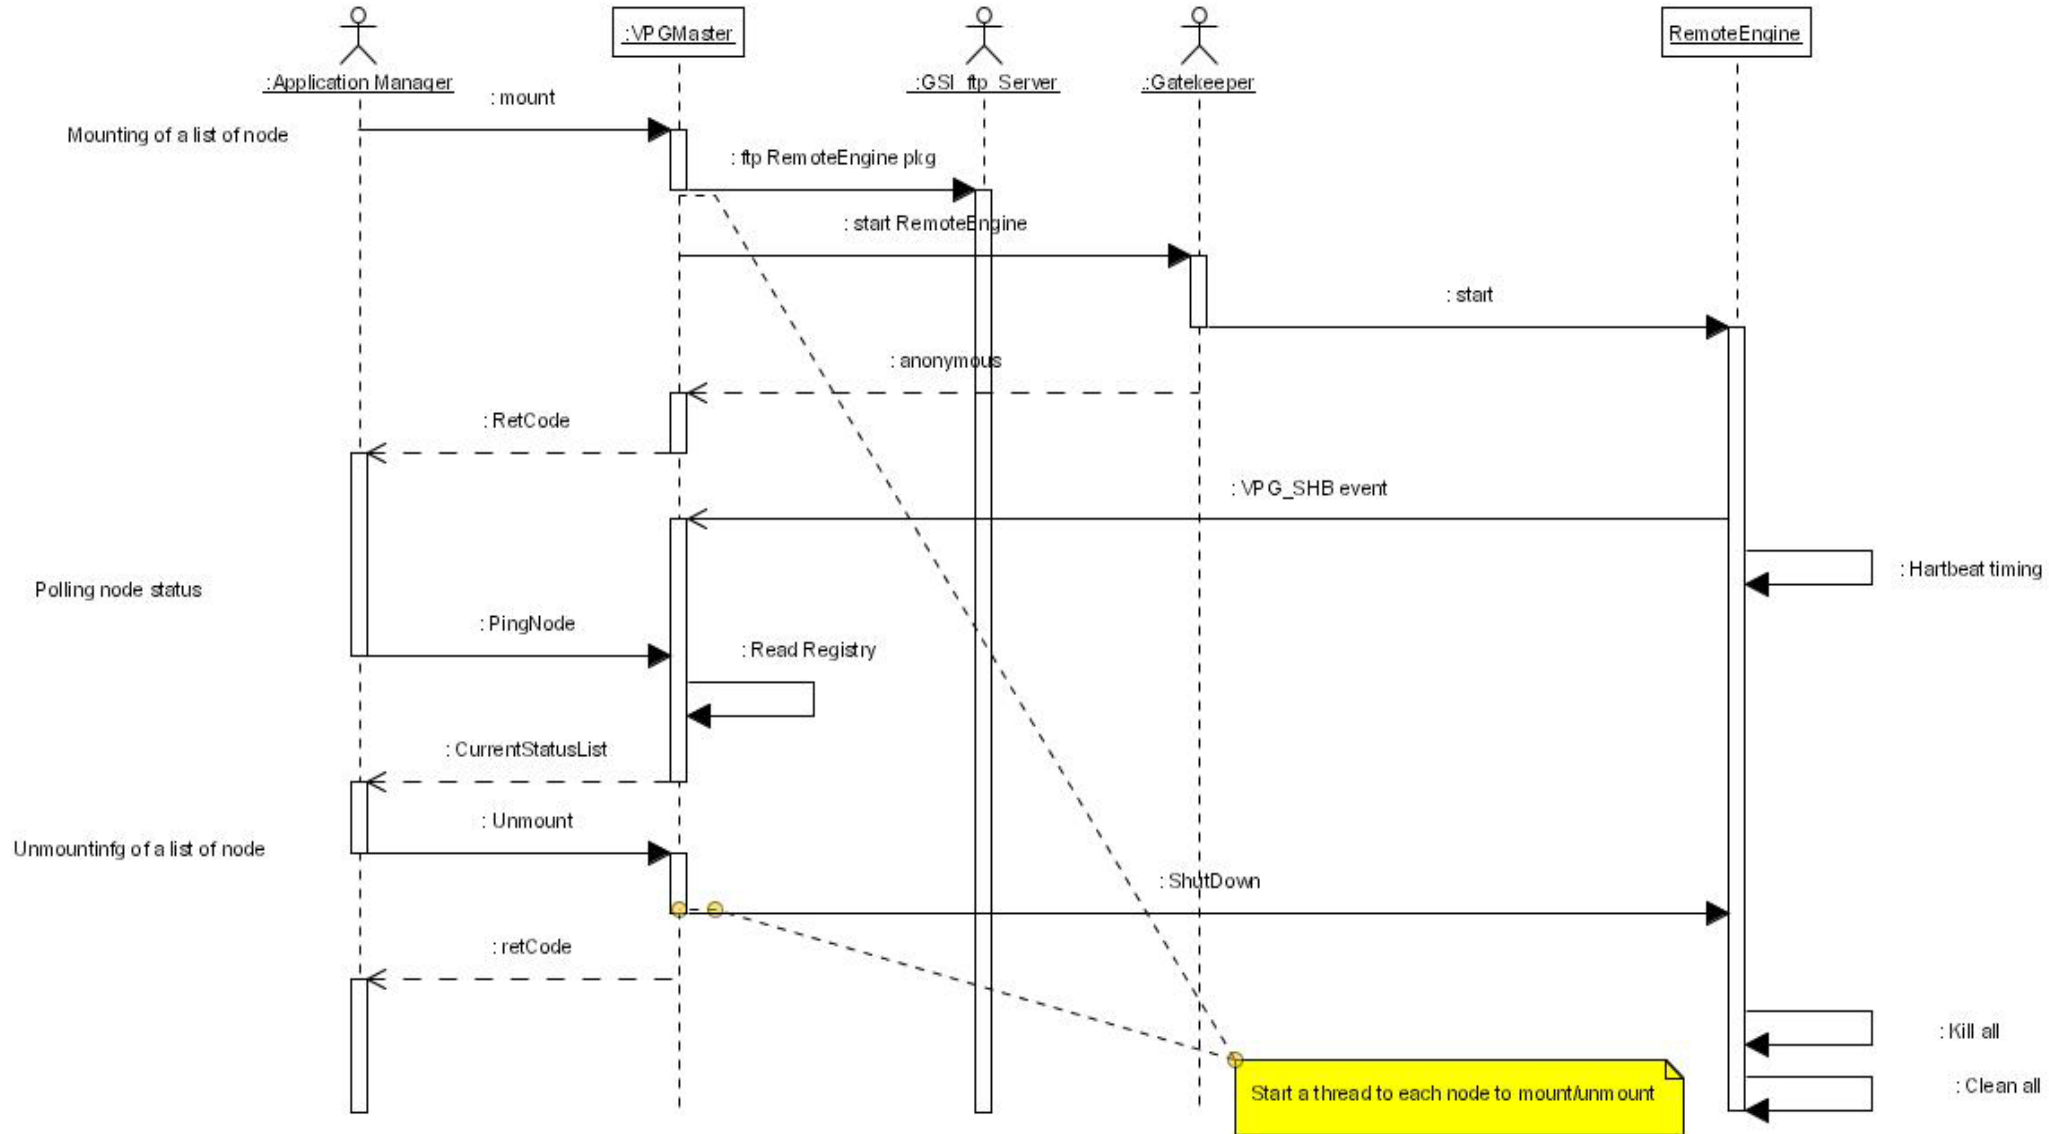 :VPGMaster
RemoteEngine
:Application Manager
:GSI_ftp_Server
:Gatekeeper
: mount
Mounting of a list of node
: ftp RemoteEngine pkg
: start RemoteEngine
: start
: anonymous
: RetCode
: VPG_SHB event
: Hartbeat timing
Polling node status
: PingNode
: Read Registry
: CurrentStatusList
: Unmount
Unmountinfg of a list of node
: ShutDown
: retCode
: Kill all
: Clean all
Start a thread to each node to mount/unmount